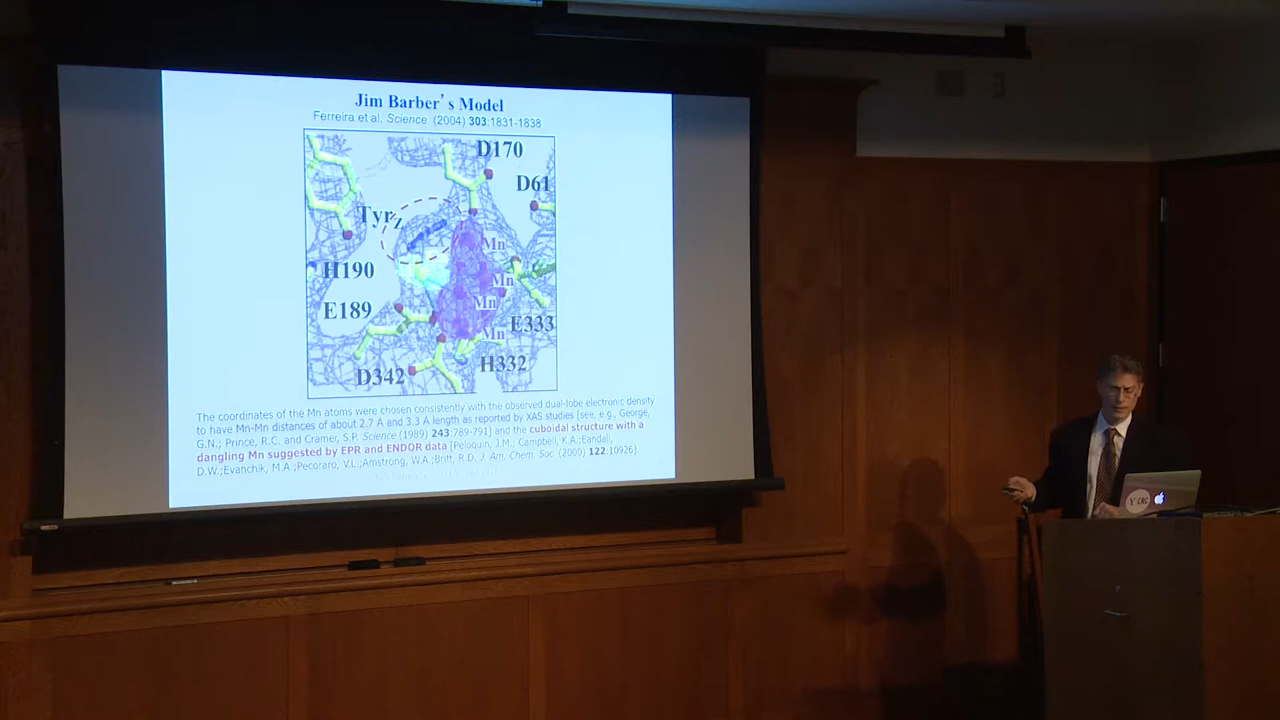 Jim Barber's Model
Ferreira et al. Science (2004) 303:1831-1838
D170
D61
TyrZ
Mn
H190
Mn
E189
Mn
E333
Mn
H332
D342
The coordinates of the Mn atoms were chosen consistently with the observed dual-lobe electronic density
to have Mn-Mn distances of about 2.7 A and 3.3 A length as reported by XAS studies [see, e.g., George,
G.N.; Prince, R.C. and Cramer, S.P. Science (1989) 243:789-791] and the cuboidal structure with a
dangling Mn suggested by EPR and ENDOR data [Peloquin, J.M.; Campbell, K.A.;Eandall,
D.W.;Evanchik, M.A.;Pecoraro, V.L.;Amstrong, W.A.;Britt, R.D. J. Am. Chem. Soc. (2000) 122:10926].
Y CRC